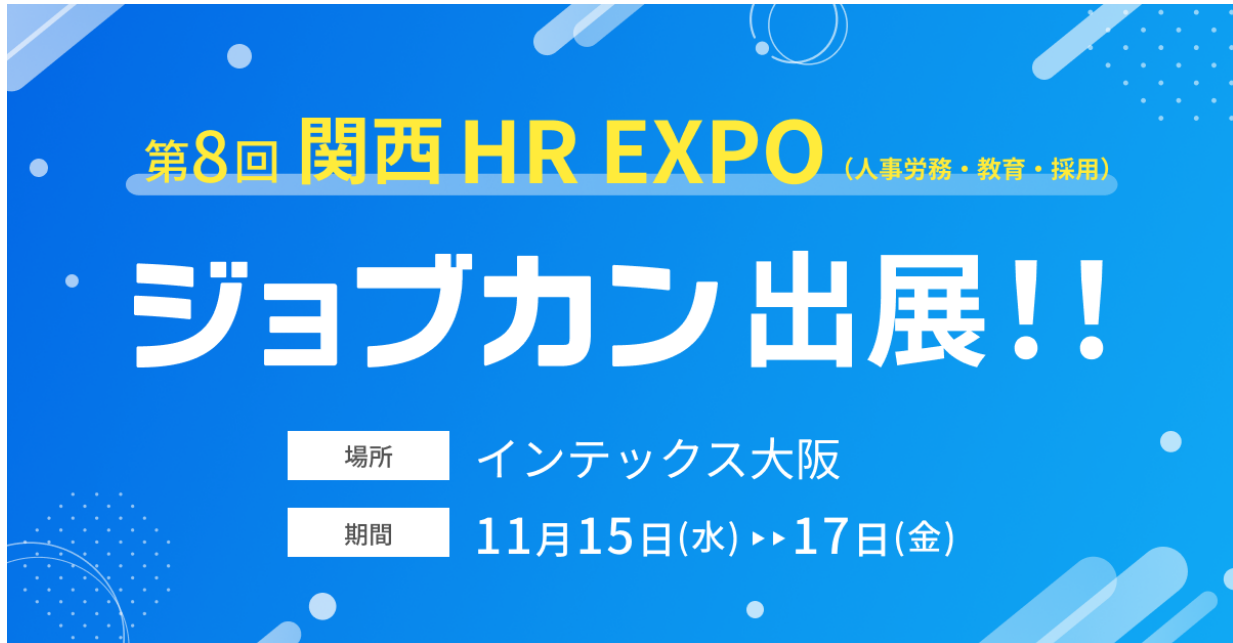 第8回 関西 HR EXPO (人事労務・教育・採用)
ジョブカン 出展!!
場所 インテックス大阪
期間 11月15日(水) ▸▸ 17日(金)